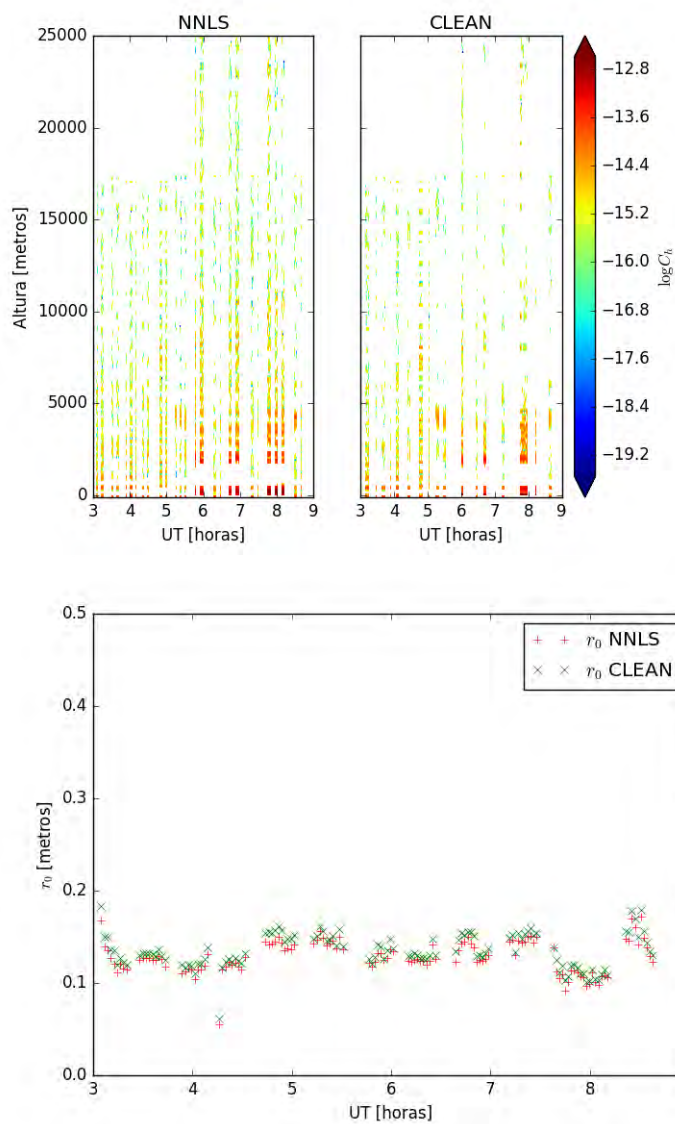 NNLS
CLEAN
25000
20000
15000
10000
5000
0
Altura [metros]
3 4 5 6 7 8 9
UT [horas]
3 4 5 6 7 8 9
UT [horas]
−12.8
−13.6
−14.4
−15.2
−16.0
−16.8
−17.6
−18.4
−19.2
log C_h
0.5
0.4
0.3
0.2
0.1
0.0
r_0 [metros]
r_0 NNLS
r_0 CLEAN
3 4 5 6 7 8
UT [horas]